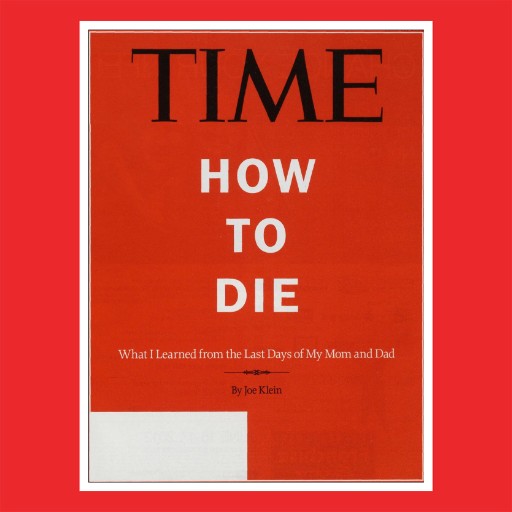 TIME
HOW
TO
DIE
What I Learned from the Last Days of My Mom and Dad
By Joe Klein